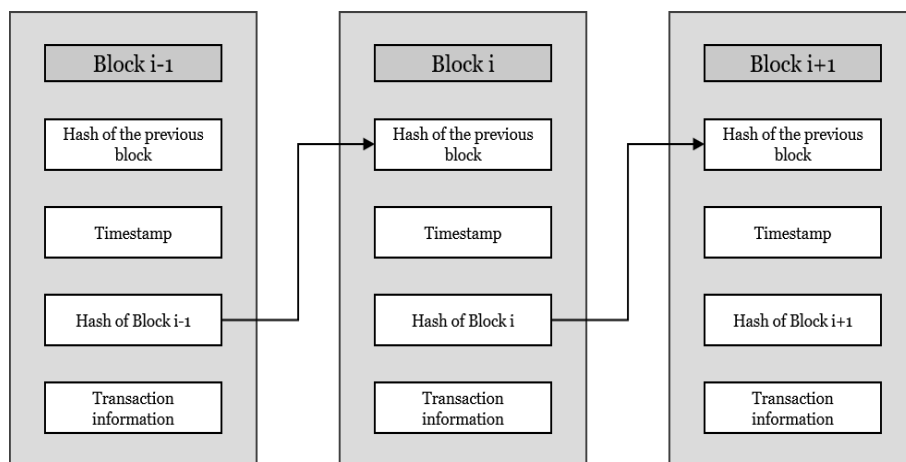 Block i-1
Hash of the previous
block
Timestamp
Hash of Block i-1
Transaction
information
Block i
Hash of the previous
block
Timestamp
Hash of Block i
Transaction
information
Block i+1
Hash of the previous
block
Timestamp
Hash of Block i+1
Transaction
information